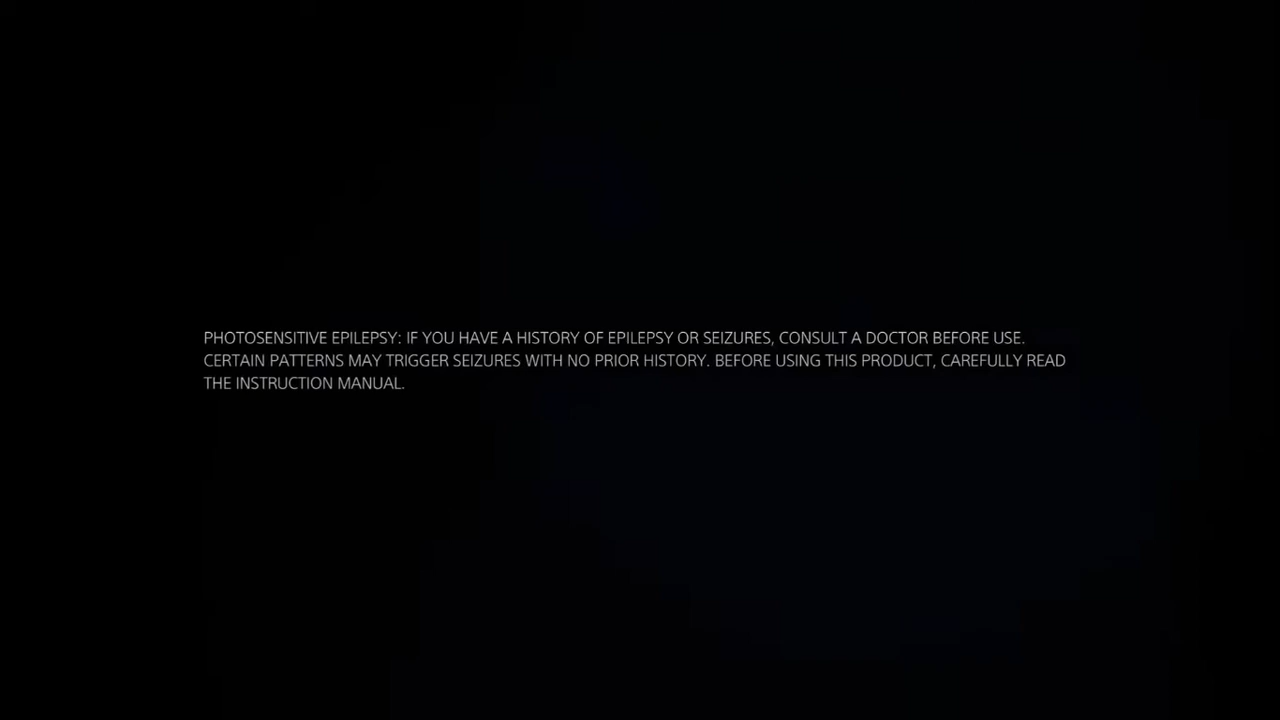 PHOTOSENSITIVE EPILEPSY: IF YOU HAVE A HISTORY OF EPILEPSY OR SEIZURES, CONSULT A DOCTOR BEFORE USE.
CERTAIN PATTERNS MAY TRIGGER SEIZURES WITH NO PRIOR HISTORY. BEFORE USING THIS PRODUCT, CAREFULLY READ
THE INSTRUCTION MANUAL.